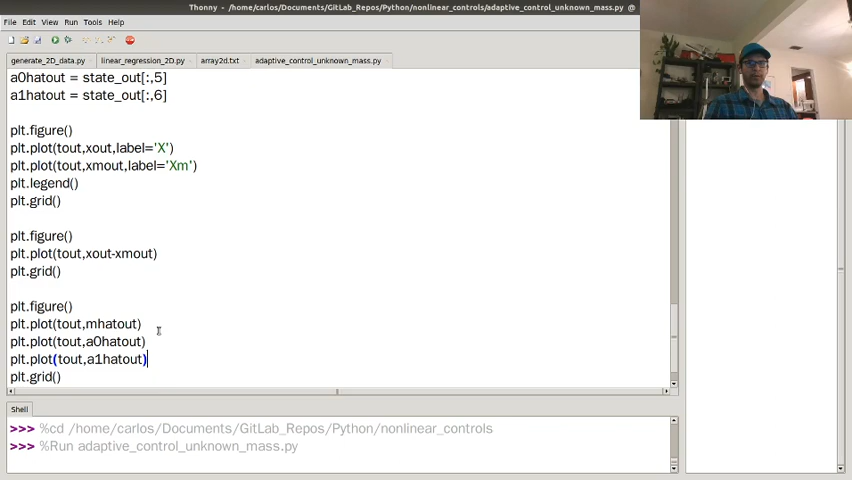 Thonny - /home/carlos/Documents/GitLab_Repos/Python/nonlinear_controls/adaptive_control_unknown_mass.py @
File Edit View Run Tools Help
generate_2D_data.py linear_regression_2D.py array2d.txt adaptive_control_unknown_mass.py
a0hatout = state_out[:,5]
a1hatout = state_out[:,6]
plt.figure()
plt.plot(tout,xout,label='X')
plt.plot(tout,xmout,label='Xm')
plt.legend()
plt.grid()
plt.figure()
plt.plot(tout,xout-xmout)
plt.grid()
plt.figure()
plt.plot(tout,mhatout)
plt.plot(tout,a0hatout)
plt.plot(tout,a1hatout)
plt.grid()
Shell
>>> %cd /home/carlos/Documents/GitLab_Repos/Python/nonlinear_controls
>>> %Run adaptive_control_unknown_mass.py